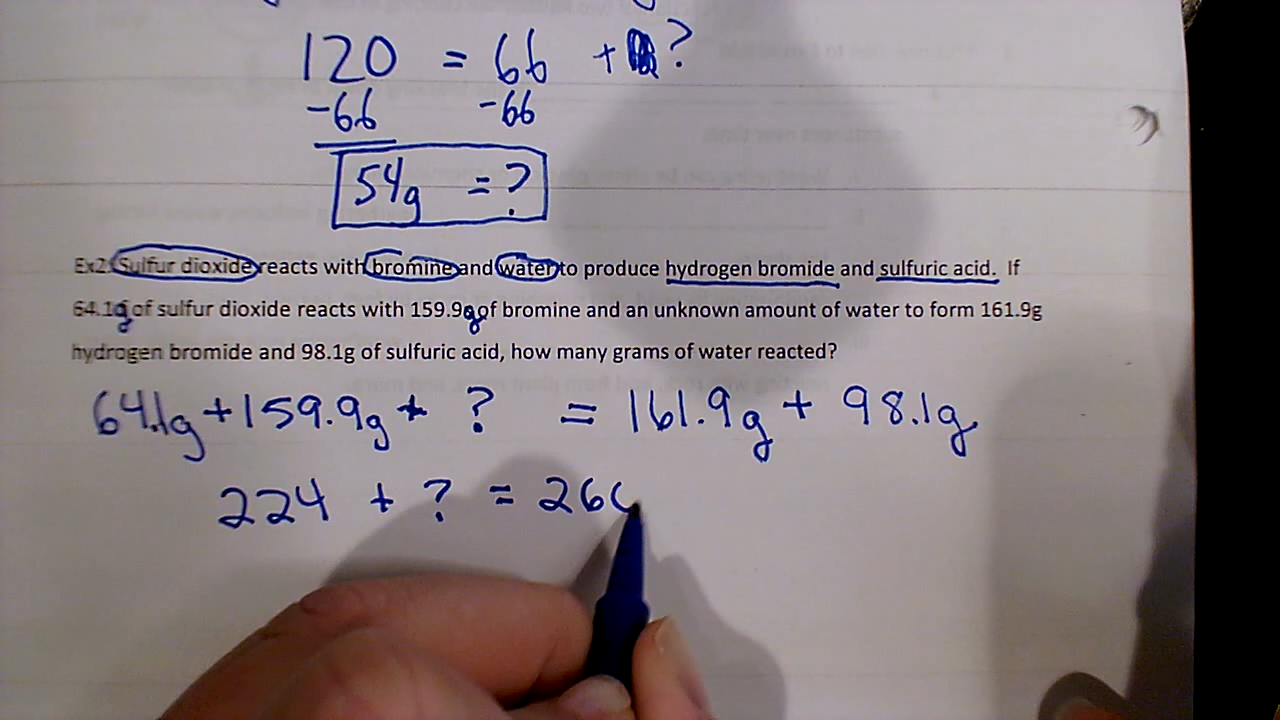 120 = 66 + ?
-66 -66
54g = ?
Ex2: Sulfur dioxide reacts with bromine and water to produce hydrogen bromide and sulfuric acid. If
64.1g of sulfur dioxide reacts with 159.9g of bromine and an unknown amount of water to form 161.9g
hydrogen bromide and 98.1g of sulfuric acid, how many grams of water reacted?
64.1g + 159.9g + ? = 161.9g + 98.1g
224 + ? = 26